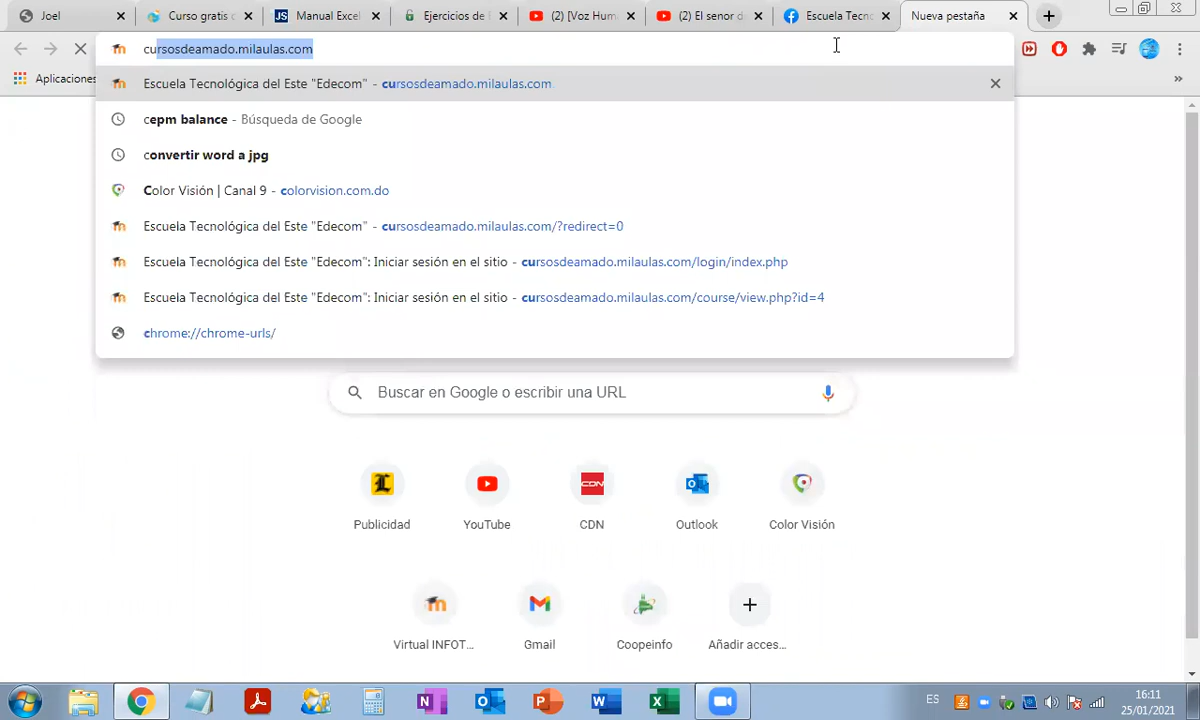 Joel
Curso gratis c
JS Manual Excel
Ejercicios de
(2) [Voz Hum
(2) El senor d
Escuela Tecno
Nueva pestaña
cursosdeamado.milaulas.com
Aplicaciones
Escuela Tecnológica del Este "Edecom" - cursosdeamado.milaulas.com
cepm balance - Búsqueda de Google
convertir word a jpg
Color Visión | Canal 9 - colorvision.com.do
Escuela Tecnológica del Este "Edecom" - cursosdeamado.milaulas.com/?redirect=0
Escuela Tecnológica del Este "Edecom": Iniciar sesión en el sitio - cursosdeamado.milaulas.com/login/index.php
Escuela Tecnológica del Este "Edecom": Iniciar sesión en el sitio - cursosdeamado.milaulas.com/course/view.php?id=4
chrome://chrome-urls/
Buscar en Google o escribir una URL
Publicidad
YouTube
CDN
Outlook
Color Visión
Virtual INFOT...
Gmail
Coopeinfo
Añadir acces...
ES
16:11
25/01/2021